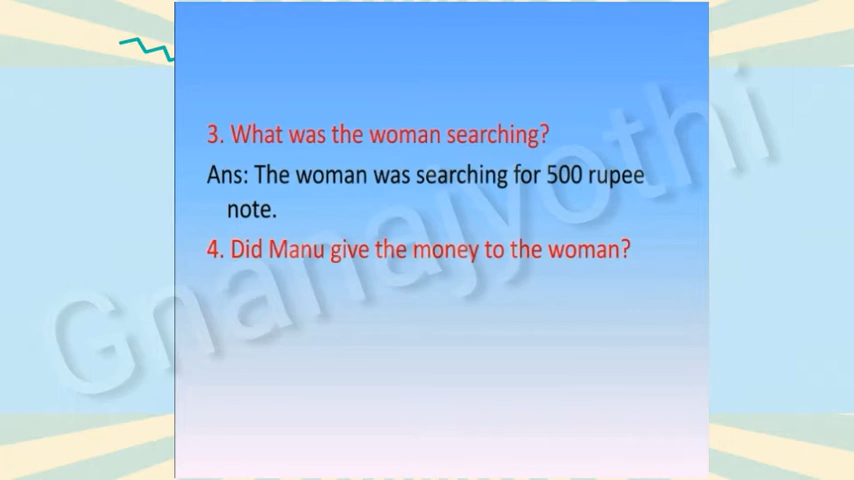 3. What was the woman searching?
Ans: The woman was searching for 500 rupee
note.
4. Did Manu give the money to the woman?
Gnanajyothi